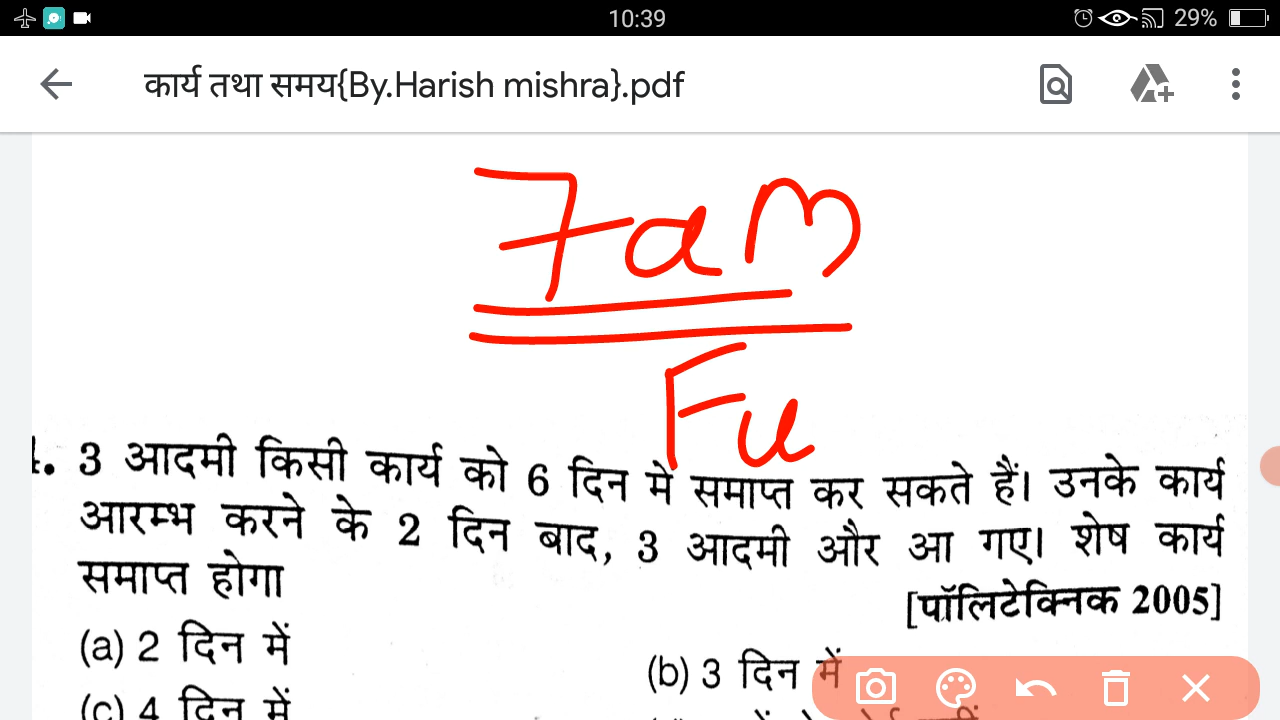 10:39
29%
कार्य तथा समय{By.Harish mishra}.pdf
7am
Fu
3 आदमी किसी कार्य को 6 दिन में समाप्त कर सकते हैं। उनके कार्य
आरम्भ करने के 2 दिन बाद, 3 आदमी और आ गए। शेष कार्य
समाप्त होगा
[पॉलिटेक्निक 2005]
(a) 2 दिन में
(b) 3 दिन में
(c) 4 दिन में